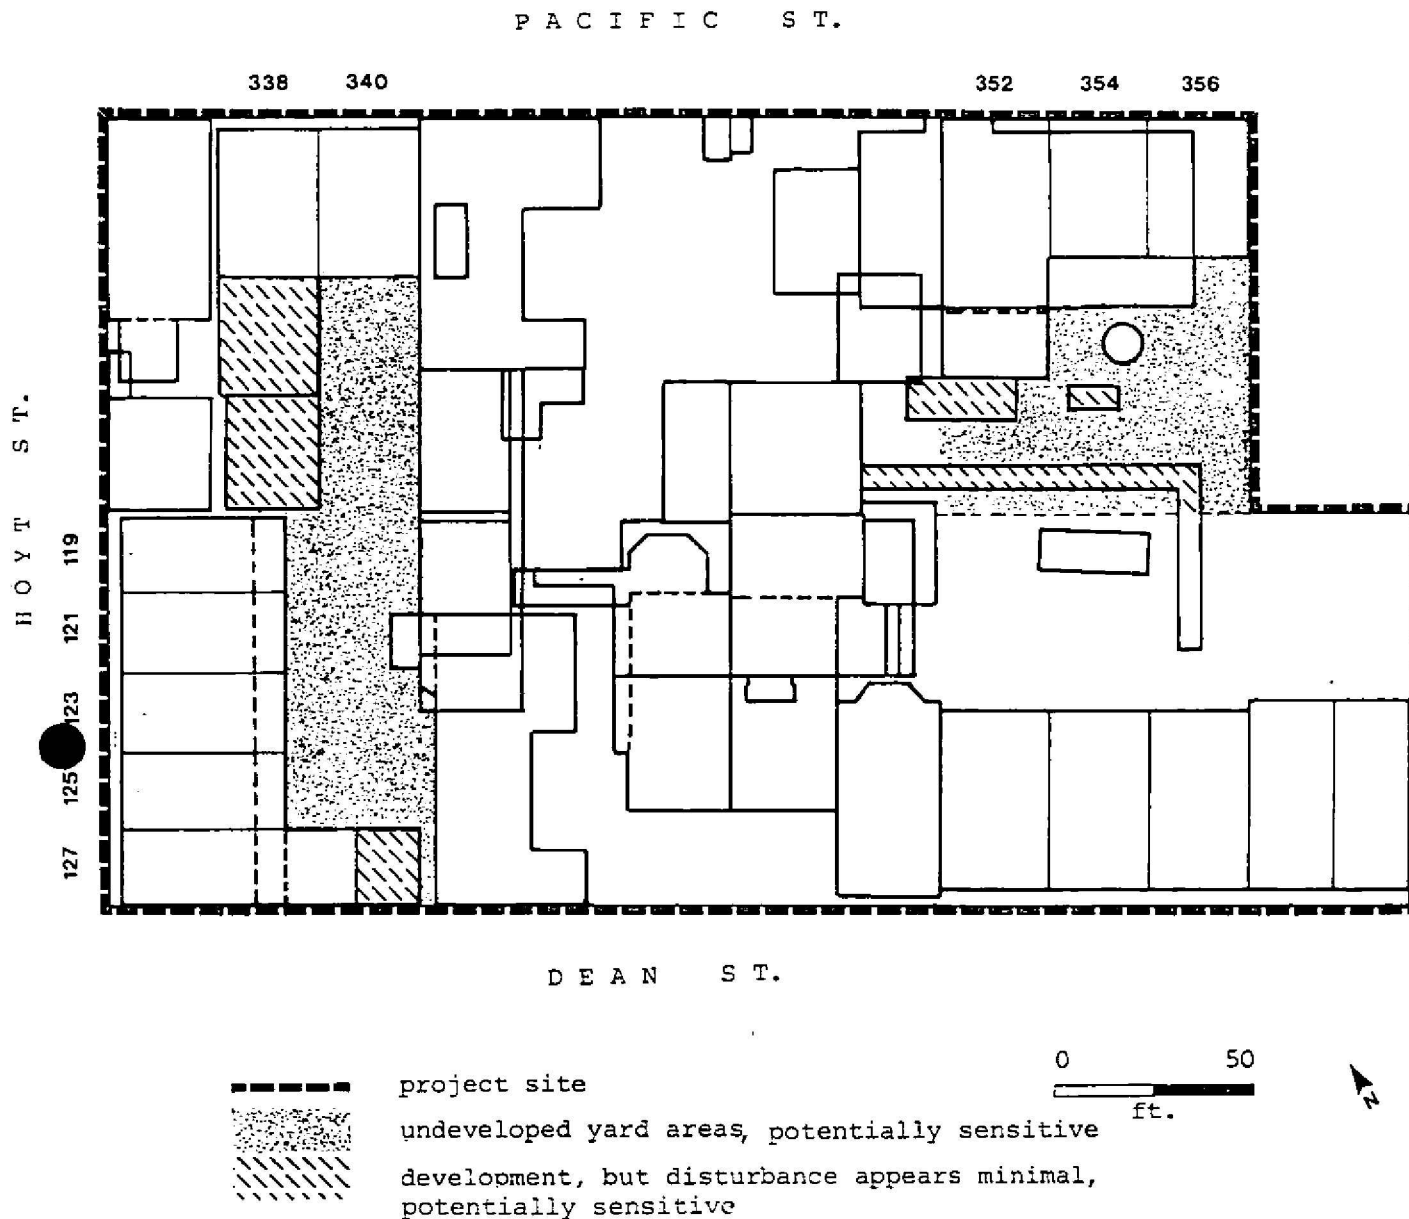 PACIFIC ST.
338 340 352 354 356
HOYT ST.
119
121
123
125
127
DEAN ST.
0 50
ft.
N
project site
undeveloped yard areas, potentially sensitive
development, but disturbance appears minimal,
potentially sensitive